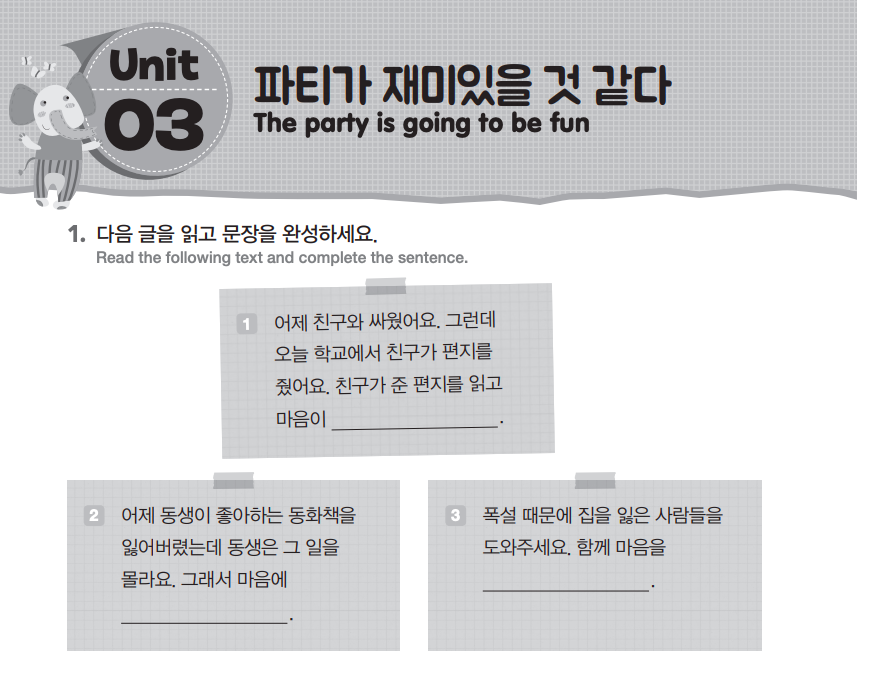 Unit
03
파티가 재미있을 것 같다
The party is going to be fun
1. 다음 글을 읽고 문장을 완성하세요.
Read the following text and complete the sentence.
1 어제 친구와 싸웠어요. 그런데
오늘 학교에서 친구가 편지를
줬어요. 친구가 준 편지를 읽고
마음이 ________________.
2 어제 동생이 좋아하는 동화책을
잃어버렸는데 동생은 그 일을
몰라요. 그래서 마음에
________________.
3 폭설 때문에 집을 잃은 사람들을
도와주세요. 함께 마음을
________________.